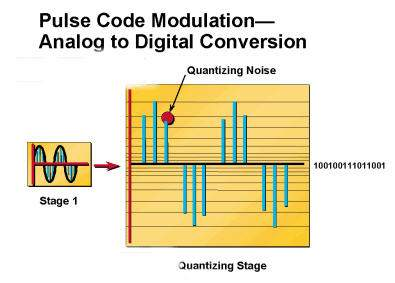 Pulse Code Modulation—
Analog to Digital Conversion
Quantizing Noise
100100111011001
Stage 1
Quantizing Stage